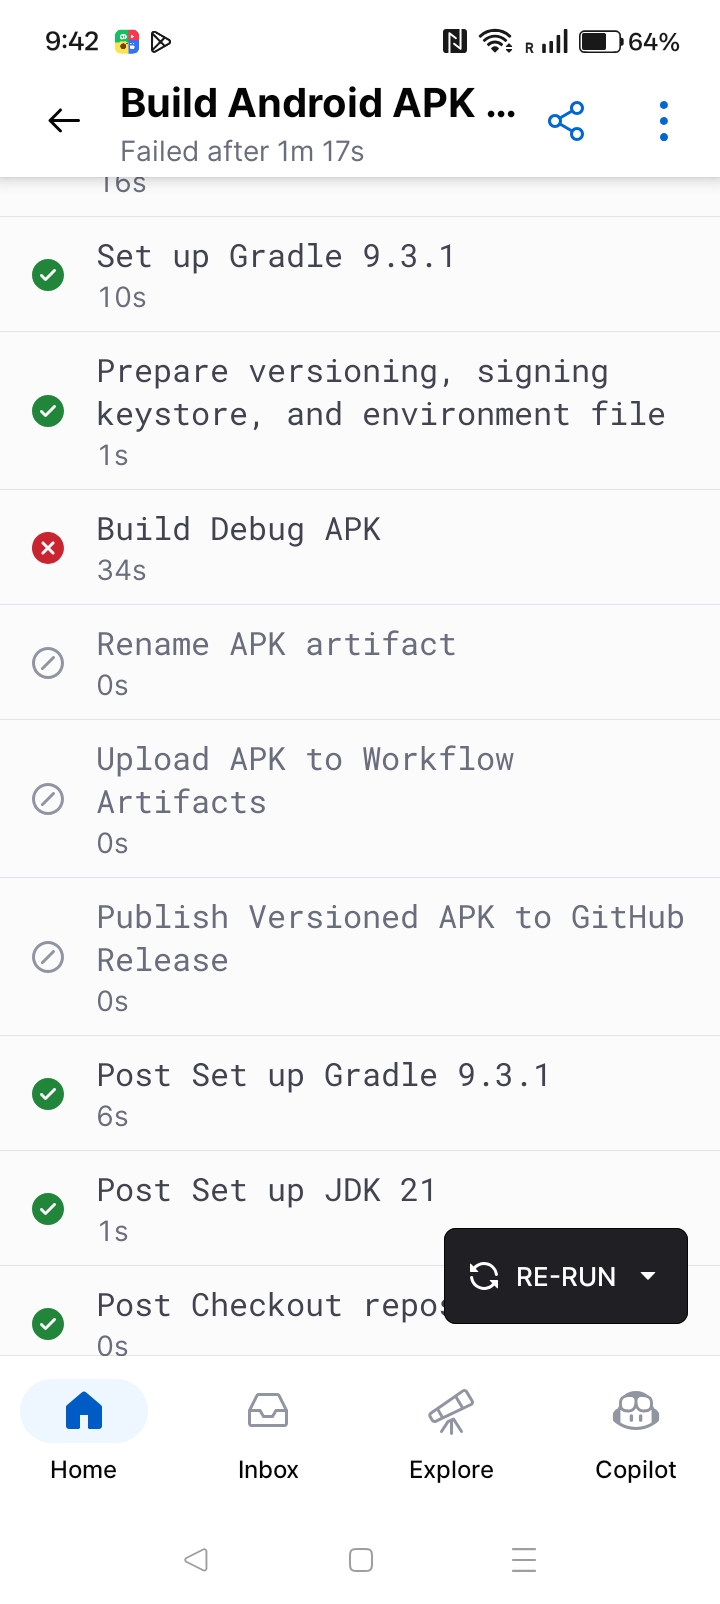 9:42
R
64%
Build Android APK ...
Failed after 1m 17s
16s
Set up Gradle 9.3.1
10s
Prepare versioning, signing
keystore, and environment file
1s
Build Debug APK
34s
Rename APK artifact
0s
Upload APK to Workflow
Artifacts
0s
Publish Versioned APK to GitHub
Release
0s
Post Set up Gradle 9.3.1
6s
Post Set up JDK 21
1s
RE-RUN
Post Checkout repos
0s
Home
Inbox
Explore
Copilot